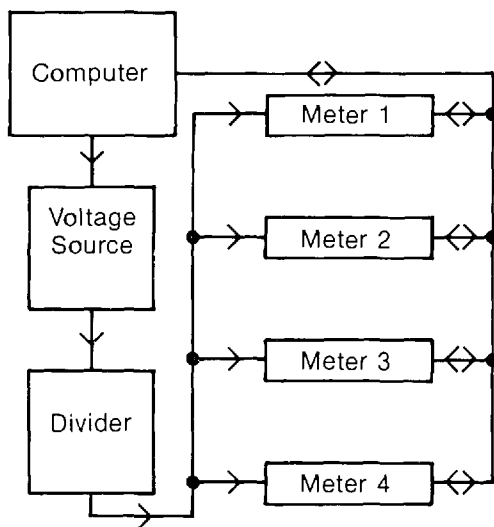 Computer
Meter 1
Voltage
Source
Meter 2
Meter 3
Divider
Meter 4